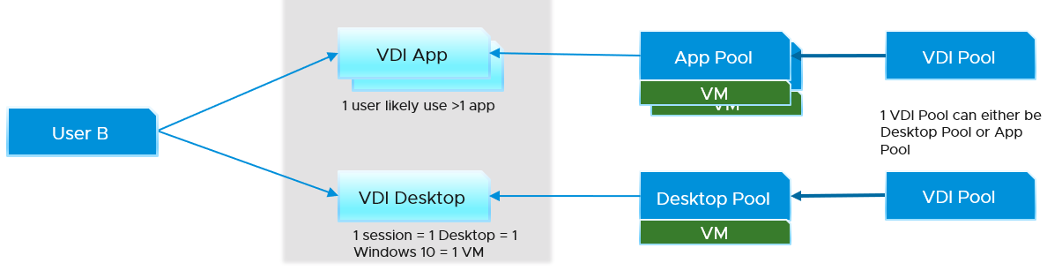 VDI App
App Pool
VDI Pool
VM
VM
1 user likely use >1 app
User B
1 VDI Pool can either be
Desktop Pool or App
Pool
VDI Desktop
Desktop Pool
VDI Pool
VM
1 session = 1 Desktop = 1
Windows 10 = 1 VM